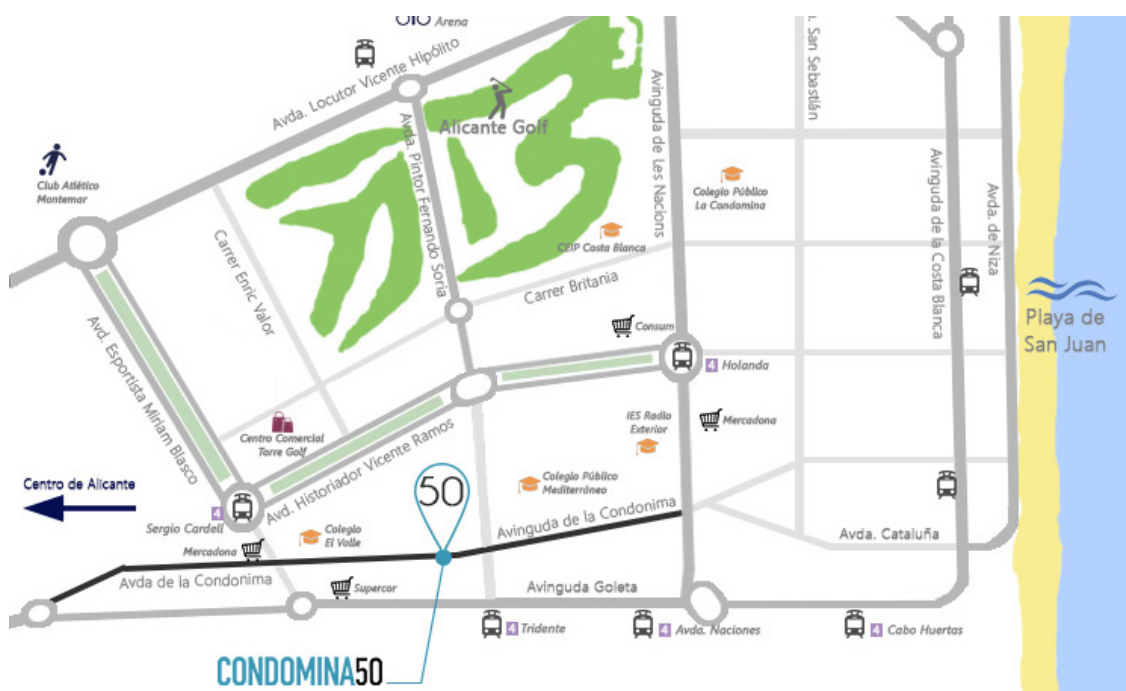 Arena
Avda. Locutor Vicente Hipólito
Alicante Golf
Avda. Pintor Fernando Soria
Avinguda de Les Nacions
. San Sebastián
Avinguda de la Costa Blanca
Avda. de Niza
Club Atlético
Montemar
Colegio Público
La Condomina
CEIP Costa Blanca
Carrer Enric Valor
Carrer Britania
Playa de
San Juan
Consum
4 Holanda
Avd. Esportista Miriam Blasco
Centro Comercial
Torre Golf
IES Radio
Exterior
Mercadona
Avd. Historiador Vicente Ramos
Centro de Alicante
50
Colegio Público
Mediterráneo
4
Sergio Cardell
Colegio
El Valle
Avinguda de la Condonima
Avda. Cataluña
Mercadona
Avda de la Condonima
Supercor
Avinguda Goleta
4 Tridente
4 Avda. Naciones
4 Cabo Huertas
CONDOMINA50